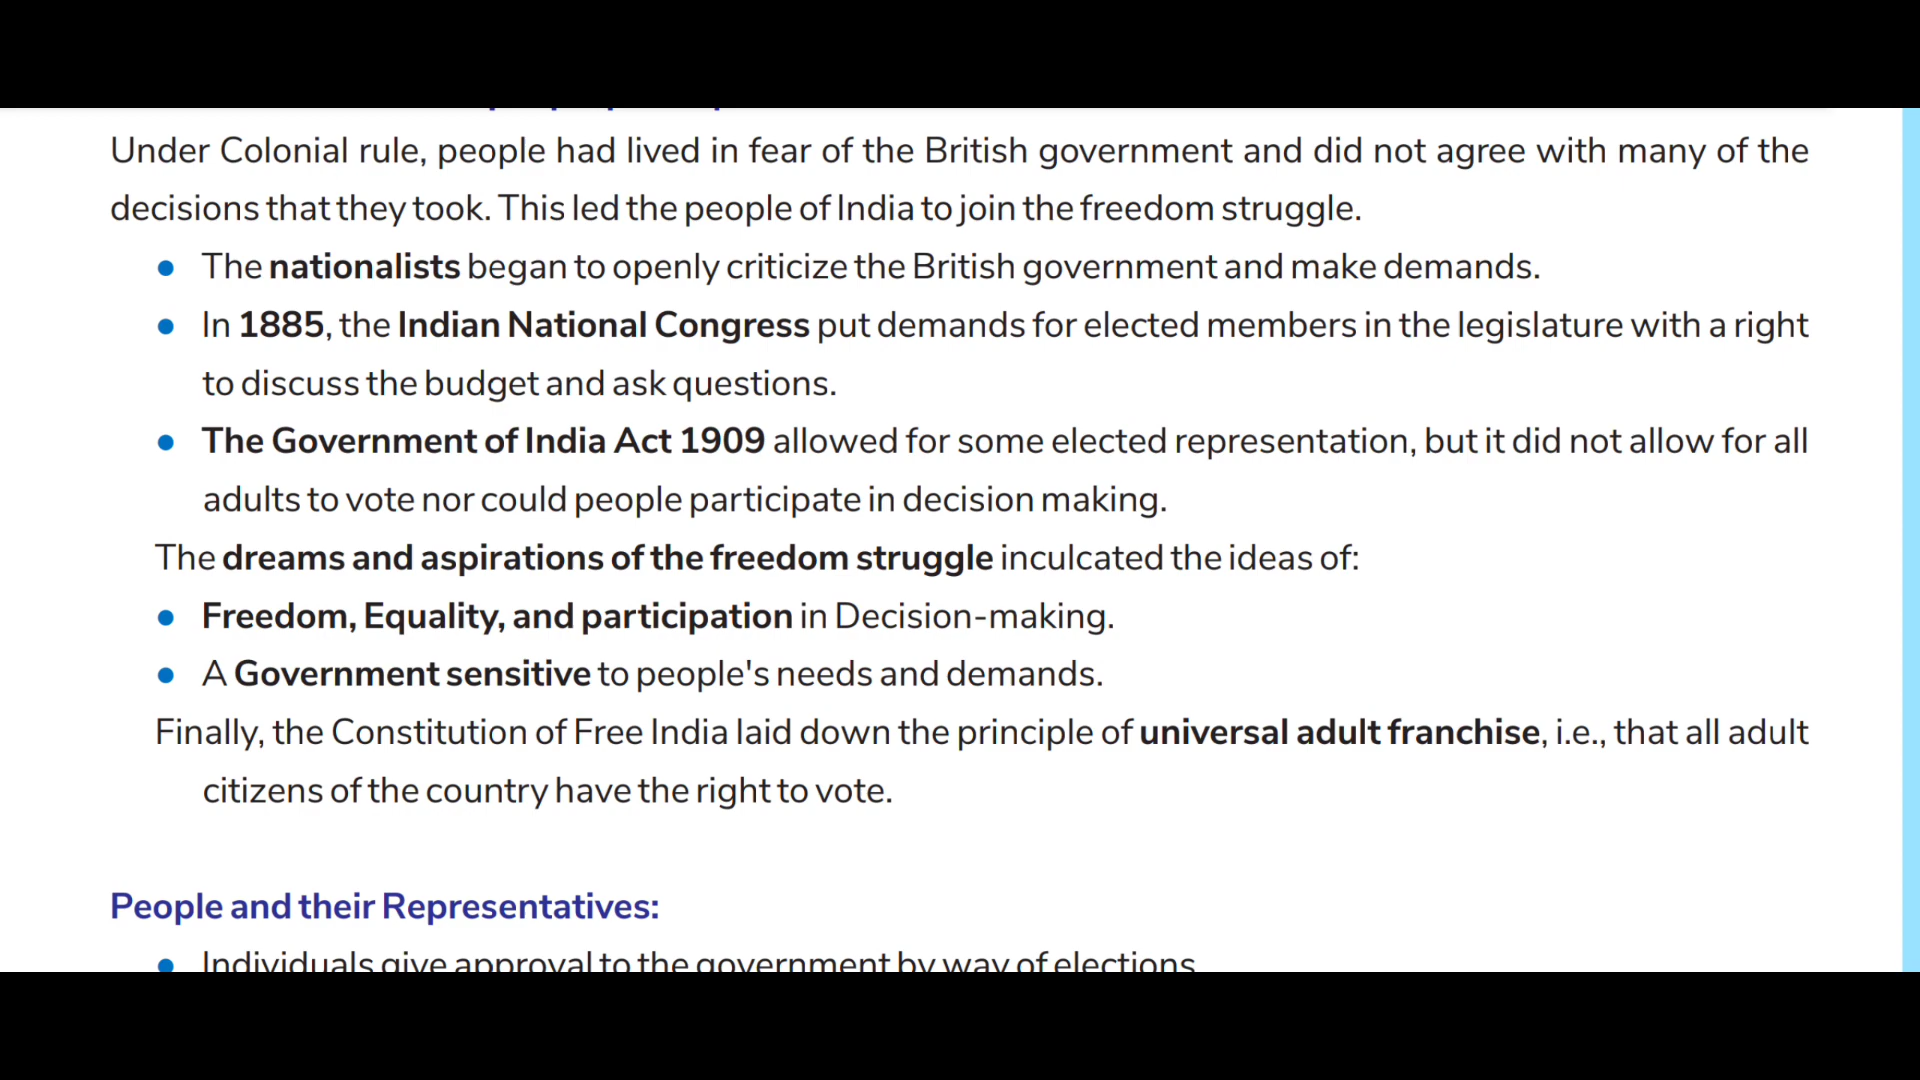 Under Colonial rule, people had lived in fear of the British government and did not agree with many of the
decisions that they took. This led the people of India to join the freedom struggle.
● The nationalists began to openly criticize the British government and make demands.
● In 1885, the Indian National Congress put demands for elected members in the legislature with a right
to discuss the budget and ask questions.
● The Government of India Act 1909 allowed for some elected representation, but it did not allow for all
adults to vote nor could people participate in decision making.
The dreams and aspirations of the freedom struggle inculcated the ideas of:
● Freedom, Equality, and participation in Decision-making.
● A Government sensitive to people's needs and demands.
Finally, the Constitution of Free India laid down the principle of universal adult franchise, i.e., that all adult
citizens of the country have the right to vote.
People and their Representatives:
● Individuals give approval to the government by way of elections